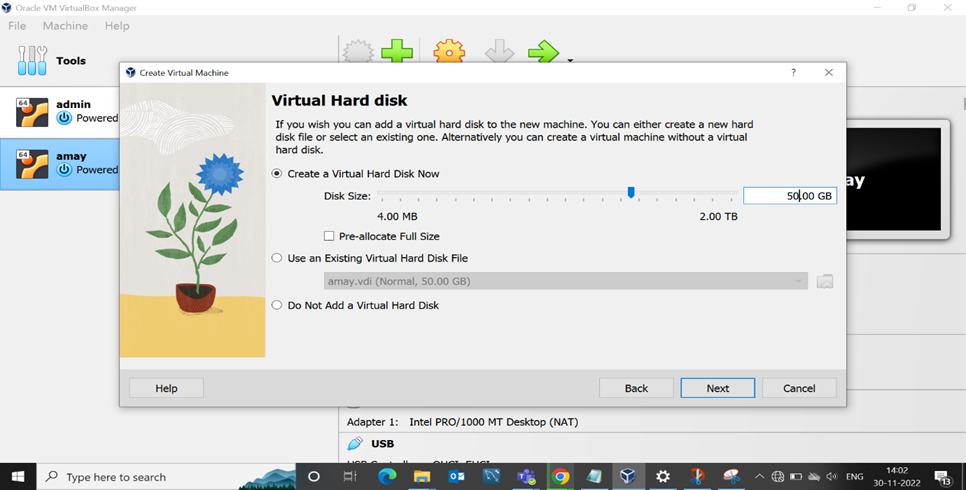 Oracle VM VirtualBox Manager
File Machine Help
Tools
admin
64
Powered
amay
64
Powered
Create Virtual Machine
?
Virtual Hard disk
If you wish you can add a virtual hard disk to the new machine. You can either create a new hard
disk file or select an existing one. Alternatively you can create a virtual machine without a virtual
hard disk.
Create a Virtual Hard Disk Now
Disk Size:
50.00 GB
4.00 MB
2.00 TB
Pre-allocate Full Size
Use an Existing Virtual Hard Disk File
amay.vdi (Normal, 50.00 GB)
Do Not Add a Virtual Hard Disk
Help
Back
Next
Cancel
ay
Adapter 1: Intel PRO/1000 MT Desktop (NAT)
USB
Type here to search
ENG
14:02
30-11-2022
13